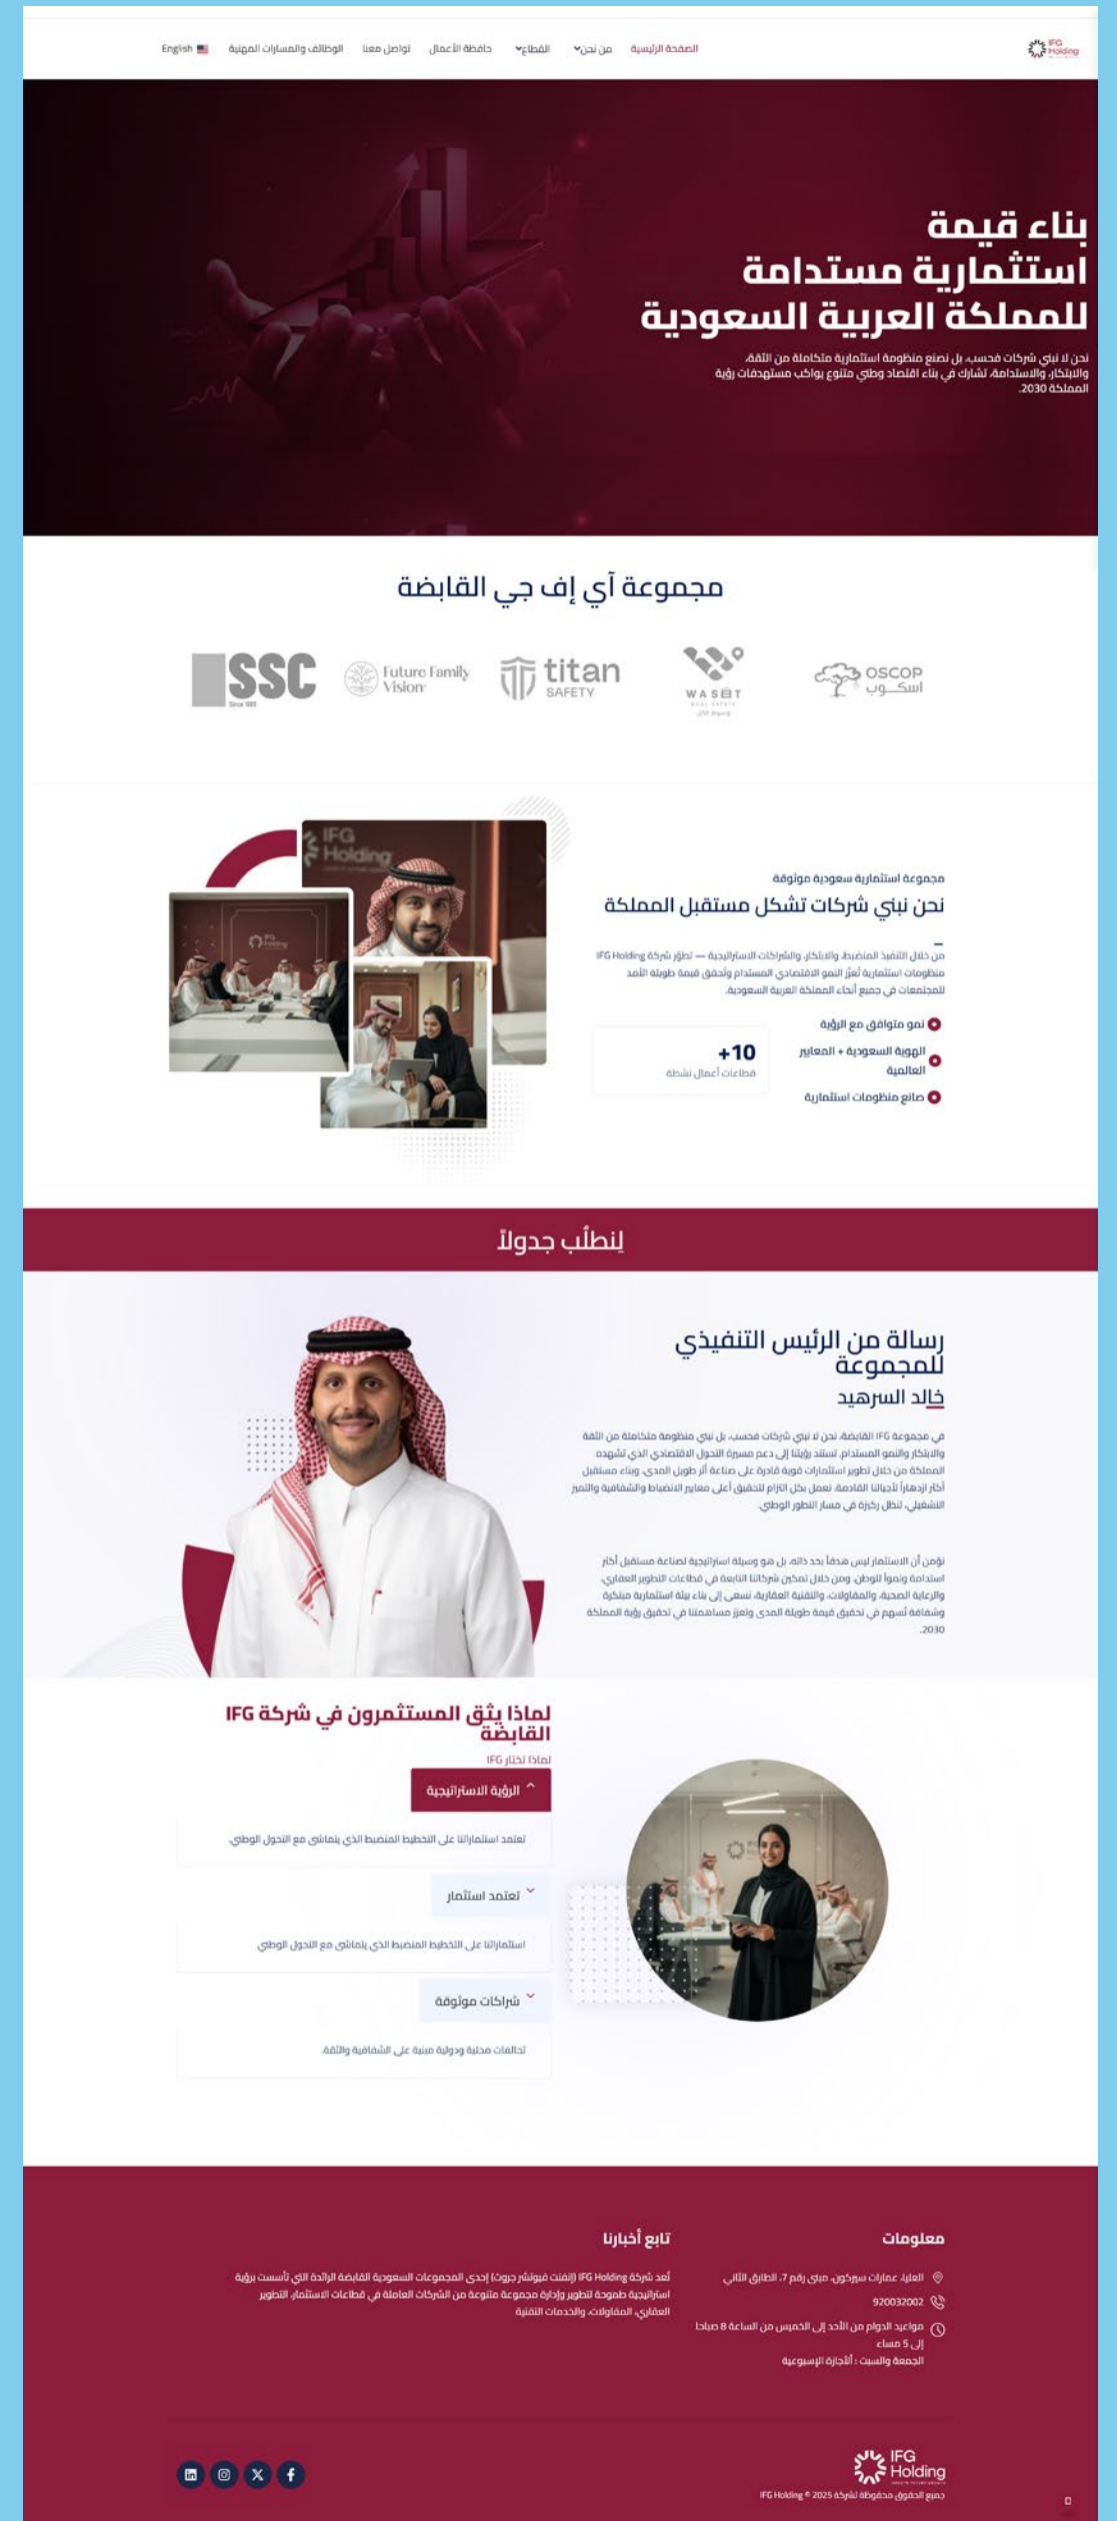 IFG
Holding
الصفحة الرئيسية
من نحن
القطاع
حافظة الأعمال
تواصل معنا
الوظائف والمسارات المهنية
English
بناء قيمة
استثمارية مستدامة
للمملكة العربية السعودية
نحن لا نبني شركات فحسب، بل نصنع منظومة استثمارية متكاملة من الثقة،
والابتكار، والاستدامة، تشارك في بناء اقتصاد وطني متنوع يواكب مستهدفات رؤية
المملكة 2030.
مجموعة آي إف جي القابضة
OSCOP
اسكــوب
WASET
REAL ESTATE
titan
SAFETY
Future Family
Vision
SSC
Since 1985
IFG
Holding
IFG
Holding
مجموعة استثمارية سعودية موثوقة
نحن نبني شركات تشكل مستقبل المملكة
من خلال التنفيذ المنضبط، والابتكار، والشراكات الاستراتيجية — تطوّر شركة IFG Holding
منظومات استثمارية تُعزّز النمو الاقتصادي المستدام وتُحقق قيمة طويلة الأمد
للمجتمعات في جميع أنحاء المملكة العربية السعودية.
نمو متوافق مع الرؤية
الهوية السعودية + المعايير
العالمية
صانع منظومات استثمارية
+10
قطاعات أعمال نشطة
لِنطلُب جدولاً
رسالة من الرئيس التنفيذي
للمجموعة
خالد السرهيد
في مجموعة IFG القابضة، نحن لا نبني شركات فحسب، بل نبني منظومة متكاملة من الثقة
والابتكار والنمو المستدام. تستند رؤيتنا إلى دعم مسيرة التحول الاقتصادي الذي تشهده
المملكة من خلال تطوير استثمارات قوية قادرة على صناعة أثر طويل المدى، وبناء مستقبل
أكثر ازدهاراً لأجيالنا القادمة. نعمل بكل التزام لتحقيق أعلى معايير الانضباط والشفافية والتميز
التشغيلي، لنظل ركيزة في مسار التطور الوطني.
نؤمن أن الاستثمار ليس هدفاً بحد ذاته، بل هو وسيلة استراتيجية لصناعة مستقبل أكثر
استدامة ونمواً للوطن. ومن خلال تمكين شركاتنا التابعة في قطاعات التطوير العقاري،
والرعاية الصحية، والمقاولات، والتقنية العقارية، نسعى إلى بناء بيئة استثمارية مبتكرة
وشفافة تُسهم في تحقيق قيمة طويلة المدى وتعزز مساهمتنا في تحقيق رؤية المملكة
2030.
لماذا يثق المستثمرون في شركة IFG
القابضة
لماذا تختار IFG
الرؤية الاستراتيجية
تعتمد استثماراتنا على التخطيط المنضبط الذي يتماشى مع التحول الوطني.
تعتمد استثمار
استثماراتنا على التخطيط المنضبط الذي يتماشى مع التحول الوطني
شراكات موثوقة
تحالفات محلية ودولية مبنية على الشفافية والثقة.
معلومات
العليا، عمارات سيركون، مبنى رقم 7، الطابق الثاني
920032002
مواعيد الدوام من الأحد إلى الخميس من الساعة 8 صباحا
إلى 5 مساء
الجمعة والسبت : ألأجازة الإسبوعية
تابع أخبارنا
تُعد شركة IFG Holding (إنفنت فيوتشر جروث) إحدى المجموعات السعودية القابضة الرائدة التي تأسست برؤية
استراتيجية طموحة لتطوير وإدارة مجموعة متنوعة من الشركات العاملة في قطاعات الاستثمار، التطوير
العقاري، المقاولات، والخدمات التقنية
IFG
Holding
جميع الحقوق محفوظة لشركة IFG Holding © 2025